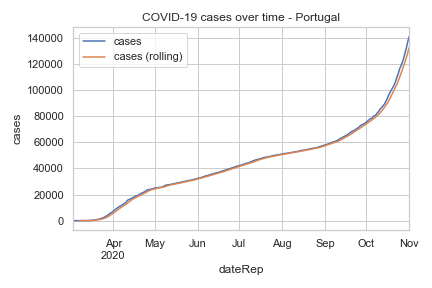 COVID-19 cases over time - Portugal
cases
cases (rolling)
140000
120000
100000
80000
60000
40000
20000
0
cases
Apr May Jun Jul Aug Sep Oct Nov
2020
dateRep